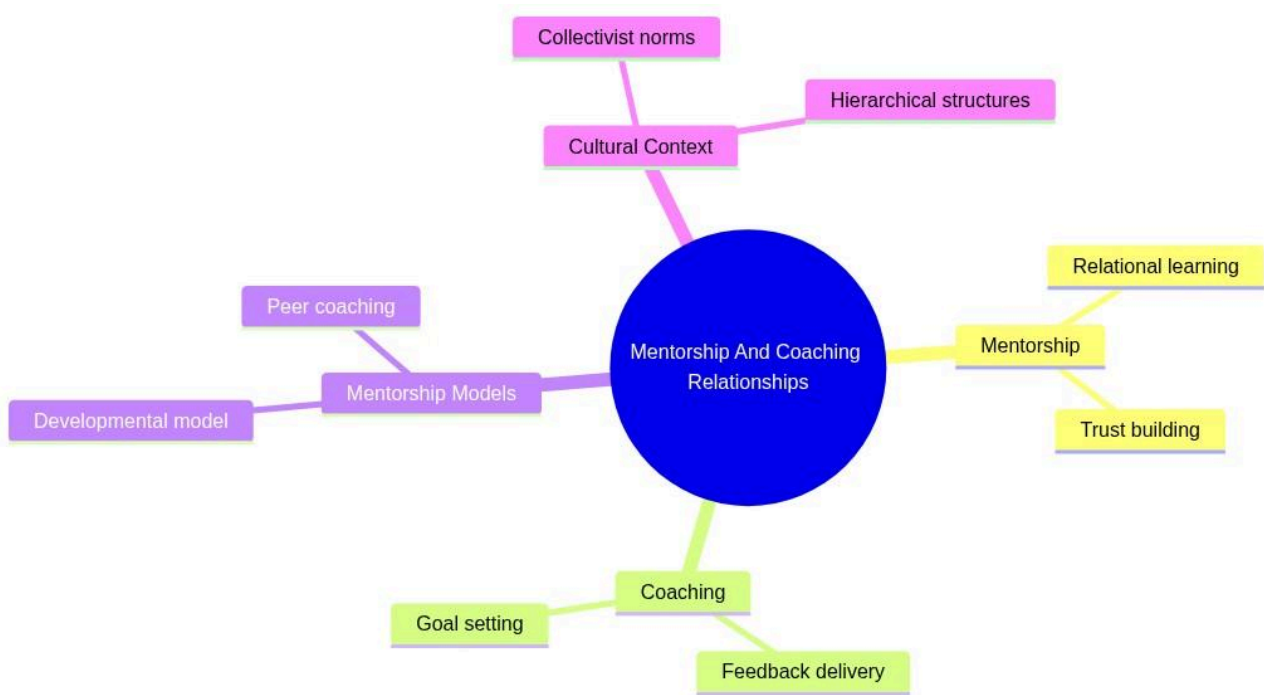 Collectivist norms
Hierarchical structures
Cultural Context
Relational learning
Peer coaching
Mentorship
Mentorship And Coaching
Relationships
Mentorship Models
Developmental model
Trust building
Coaching
Goal setting
Feedback delivery